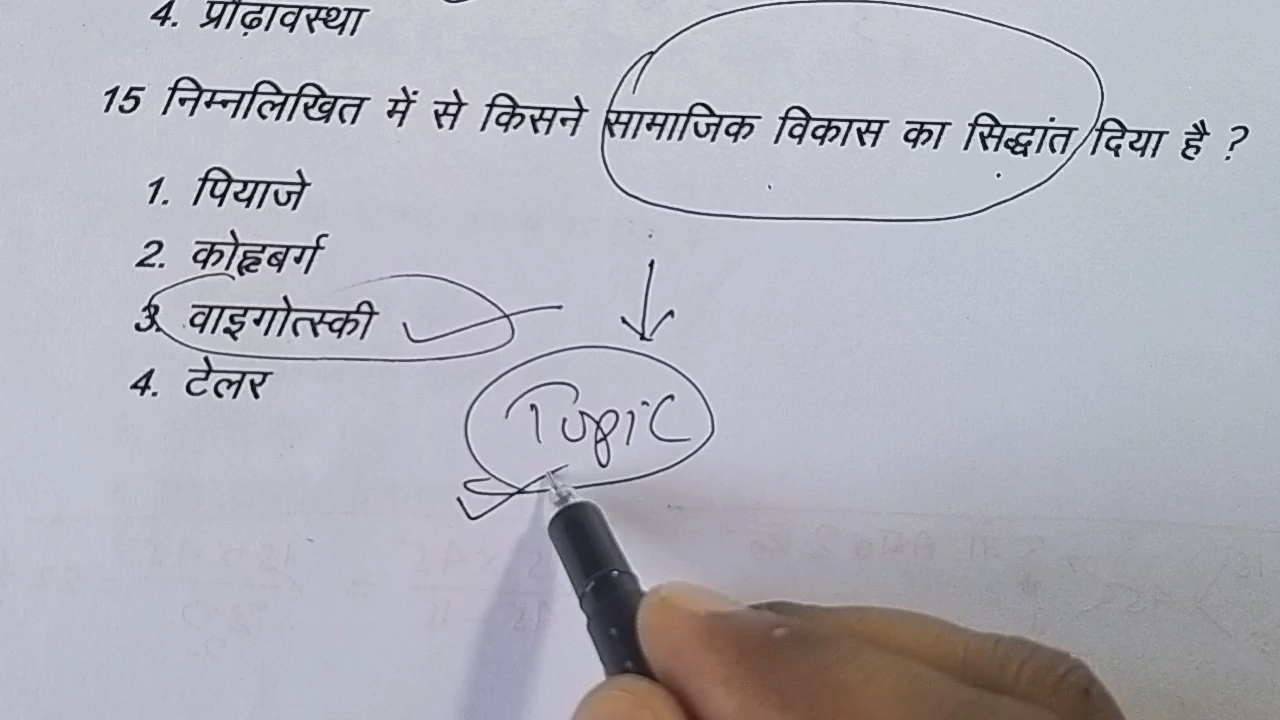 4. प्रौढ़ावस्था
15 निम्नलिखित में से किसने सामाजिक विकास का सिद्धांत दिया है ?
1. पियाजे
2. कोह्लबर्ग
3. वाइगोत्स्की
4. टेलर
Topic